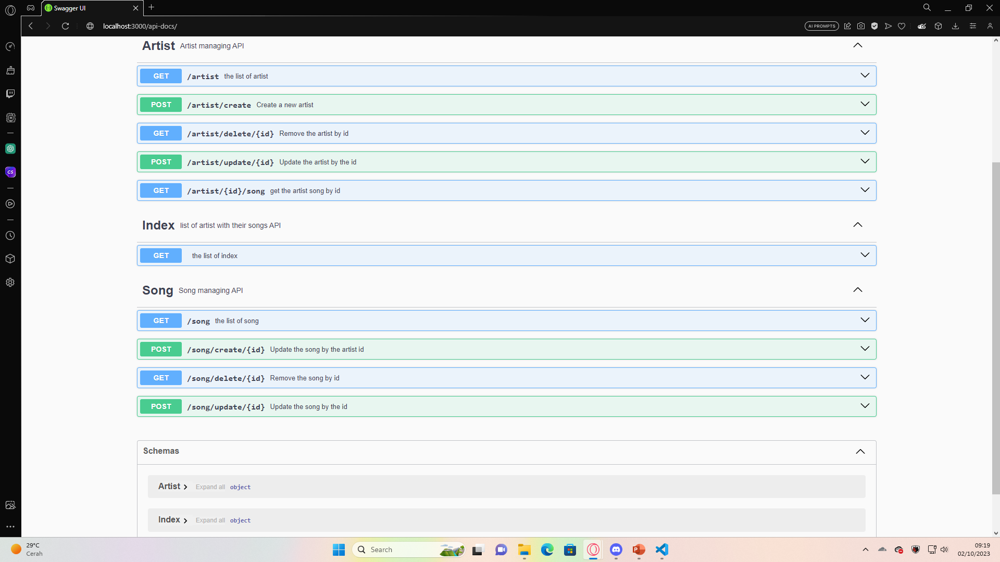 Swagger UI
localhost:3000/api-docs/
AI PROMPTS
Artist Artist managing API
GET /artist the list of artist
POST /artist/create Create a new artist
GET /artist/delete/{id} Remove the artist by id
POST /artist/update/{id} Update the artist by the id
GET /artist/{id}/song get the artist song by id
Index list of artist with their songs API
GET the list of index
Song Song managing API
GET /song the list of song
POST /song/create/{id} Update the song by the artist id
GET /song/delete/{id} Remove the song by id
POST /song/update/{id} Update the song by the id
Schemas
Artist Expand all object
Index Expand all object
CS
29°C
Cerah
Search
09:19
02/10/2023